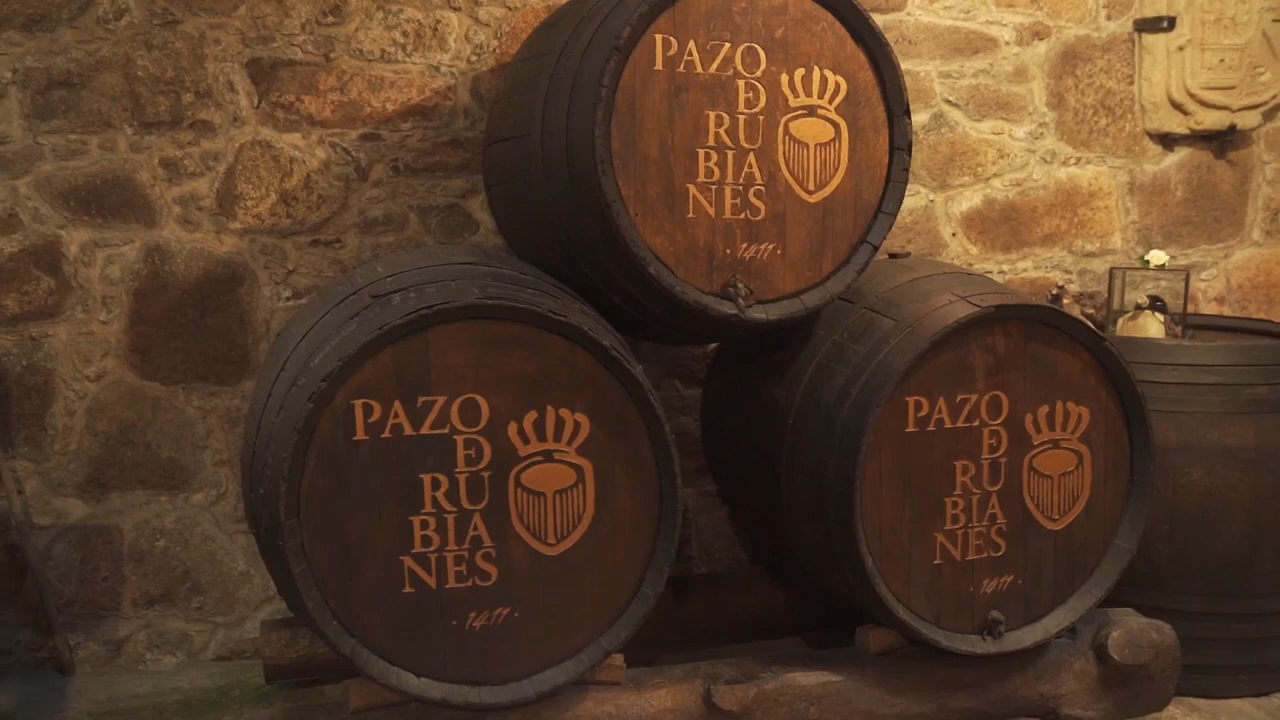 PAZO
Đ
RU
BIA
NES
· 1411 ·
PAZO
Đ
RU
BIA
NES
· 1411 ·
PAZO
Đ
RU
BIA
NES
· 1411 ·